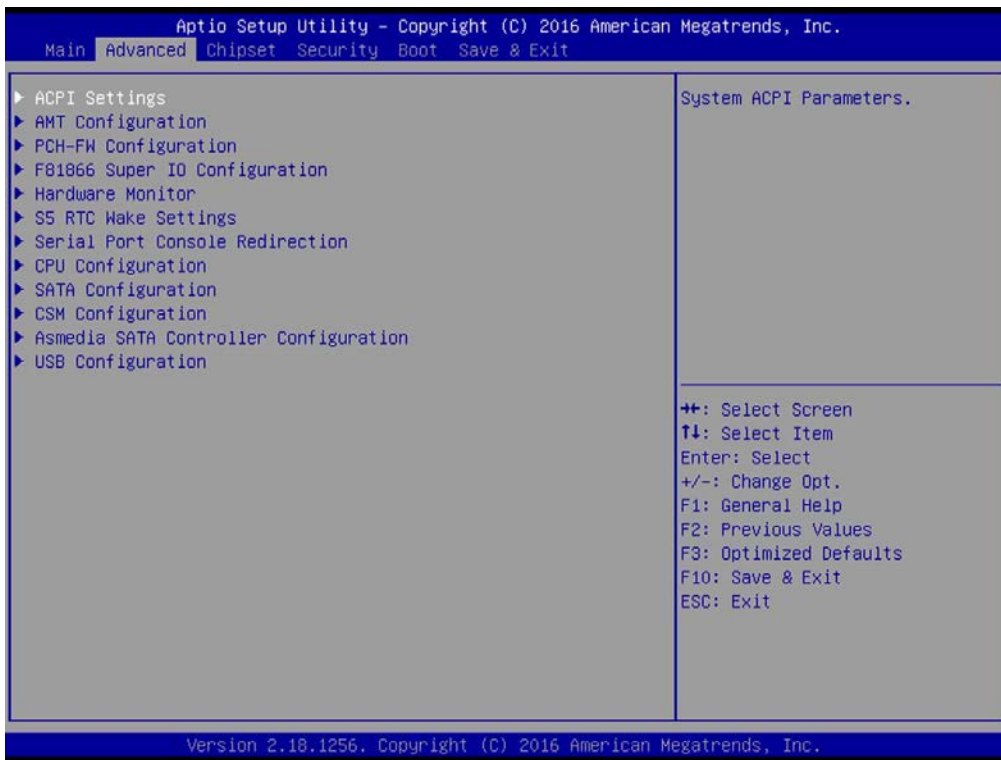 Aptio Setup Utility – Copyright (C) 2016 American Megatrends, Inc.
Main Advanced Chipset Security Boot Save & Exit
▶ ACPI Settings
▶ AMT Configuration
▶ PCH-FW Configuration
▶ F81866 Super IO Configuration
▶ Hardware Monitor
▶ S5 RTC Wake Settings
▶ Serial Port Console Redirection
▶ CPU Configuration
▶ SATA Configuration
▶ CSM Configuration
▶ Asmedia SATA Controller Configuration
▶ USB Configuration
System ACPI Parameters.
→←: Select Screen
↑↓: Select Item
Enter: Select
+/-: Change Opt.
F1: General Help
F2: Previous Values
F3: Optimized Defaults
F10: Save & Exit
ESC: Exit
Version 2.18.1256. Copyright (C) 2016 American Megatrends, Inc.